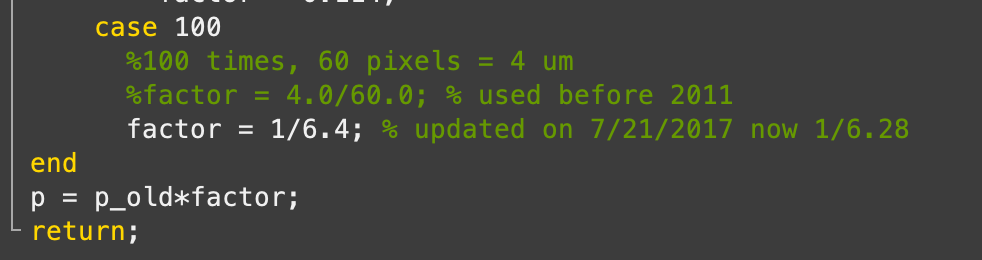 case 100
%100 times, 60 pixels = 4 um
%factor = 4.0/60.0; % used before 2011
factor = 1/6.4; % updated on 7/21/2017 now 1/6.28
end
p = p_old*factor;
return;